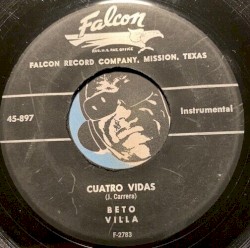 Falcon
FALCON RECORD COMPANY, MISSION, TEXAS
45-897
Instrumental
CUATRO VIDAS
(J. Carrera)
BETO
VILLA
F-2783